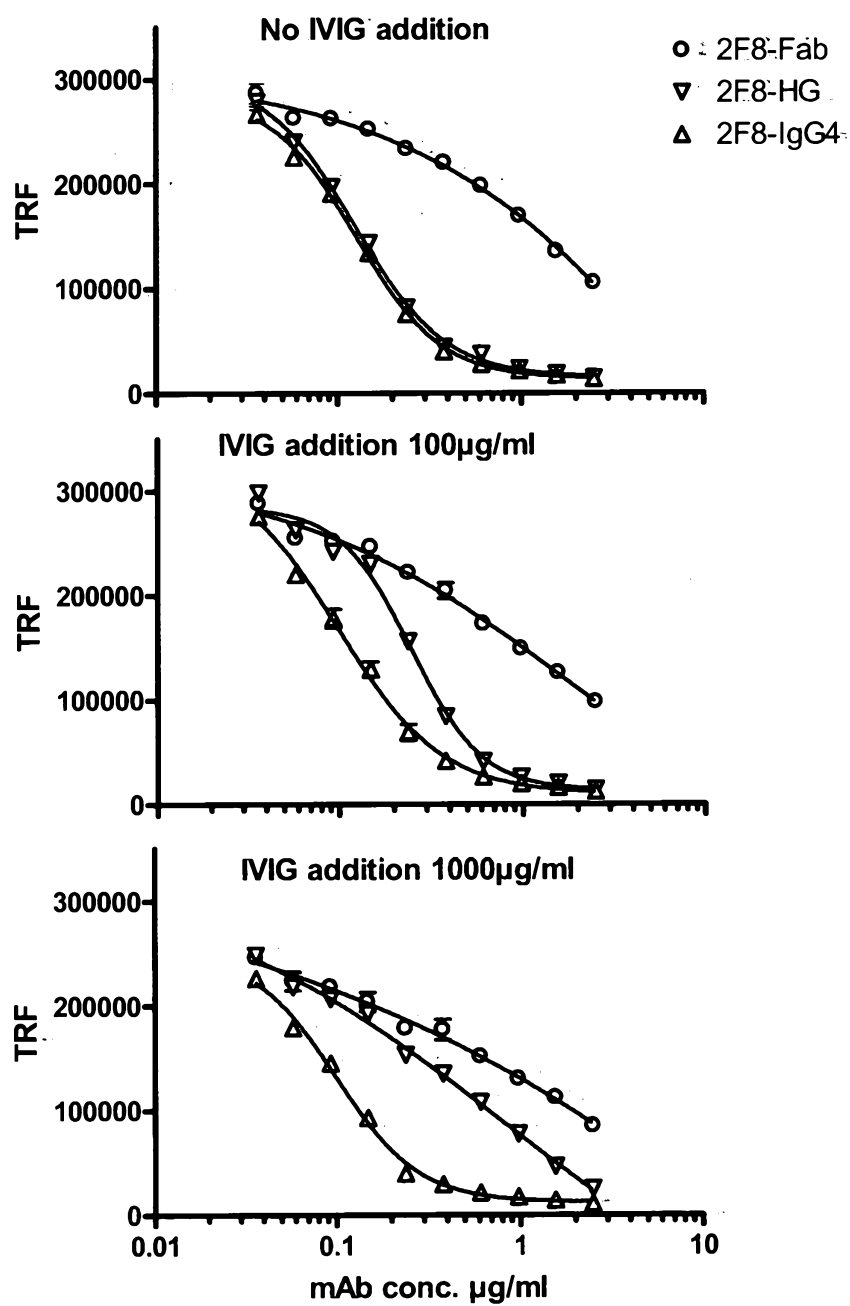 No IVIG addition
2F8-Fab
2F8-HG
2F8-IgG4
300000
200000
100000
0
TRF
IVIG addition 100µg/ml
300000
200000
100000
0
TRF
IVIG addition 1000µg/ml
300000
200000
100000
0
TRF
0.01 0.1 1 10
mAb conc. µg/ml